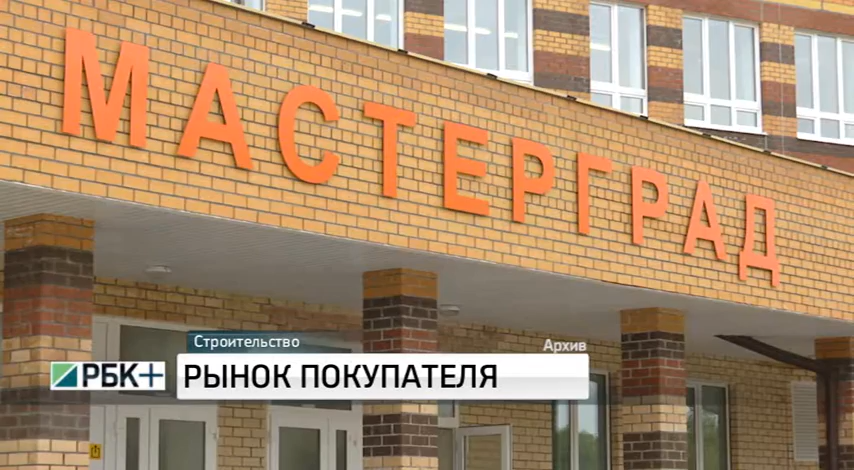 МАСТЕРГРАД
Строительство
Архив
РБК+
РЫНОК ПОКУПАТЕЛЯ